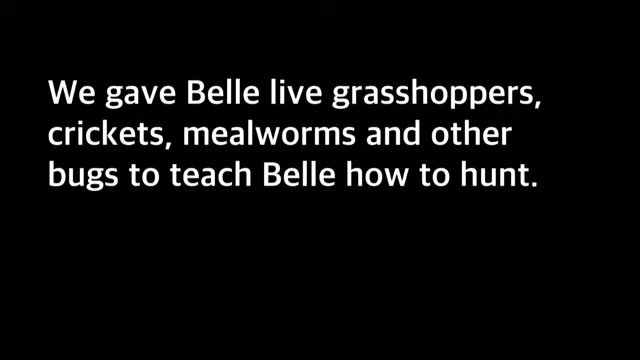 We gave Belle live grasshoppers,
crickets, mealworms and other
bugs to teach Belle how to hunt.